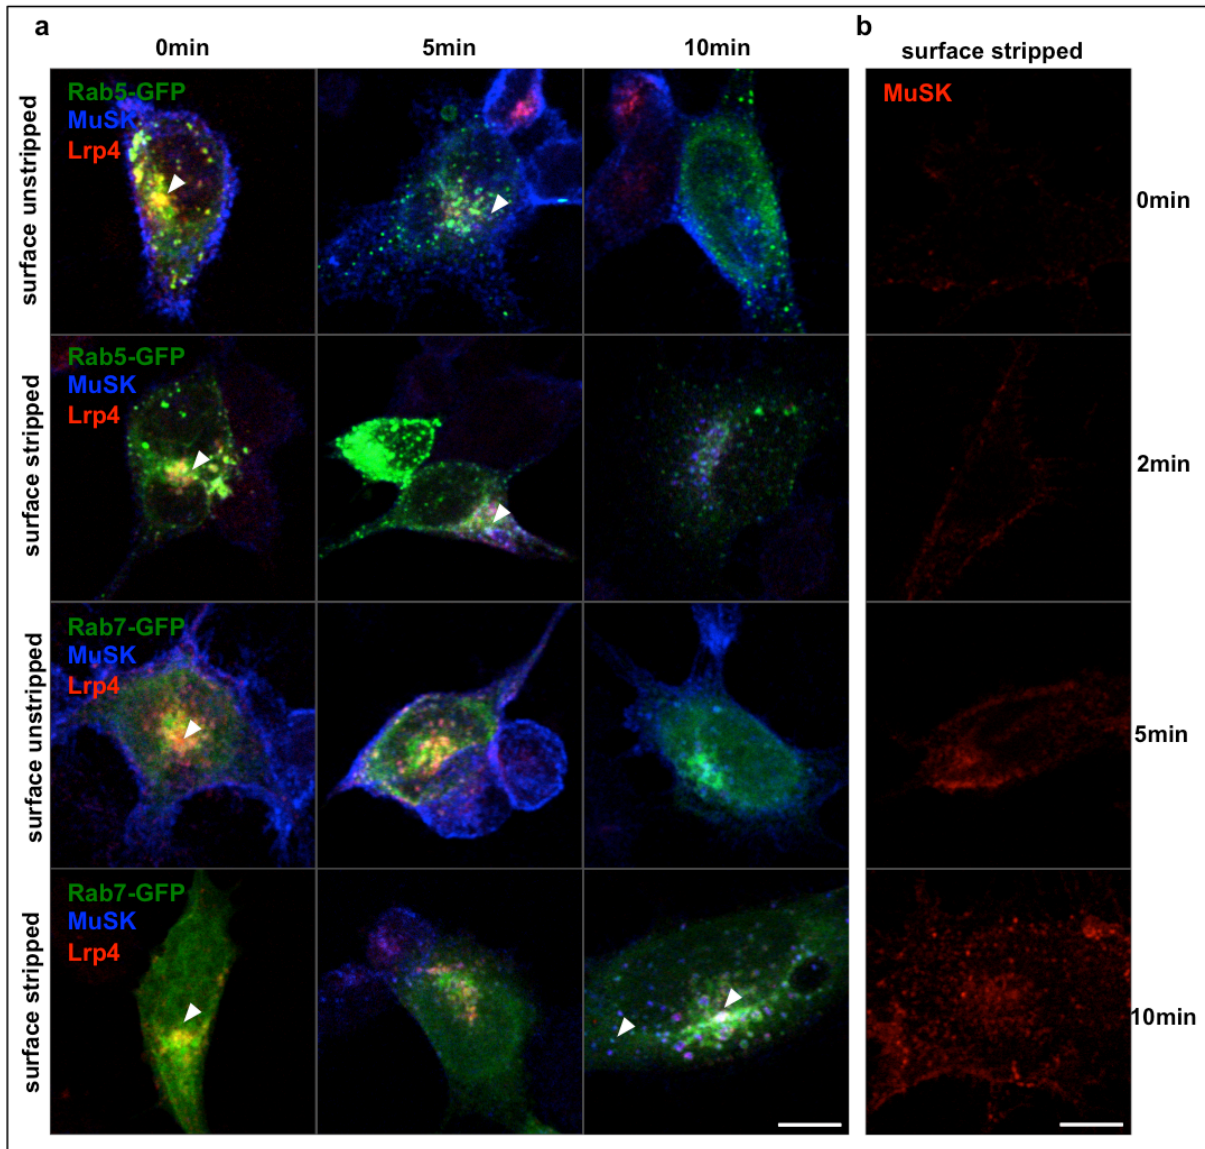 a
b
0min
5min
10min
surface stripped
surface unstripped
Rab5-GFP
MuSK
Lrp4
MuSK
0min
surface stripped
Rab5-GFP
MuSK
Lrp4
2min
surface unstripped
Rab7-GFP
MuSK
Lrp4
5min
surface stripped
Rab7-GFP
MuSK
Lrp4
10min